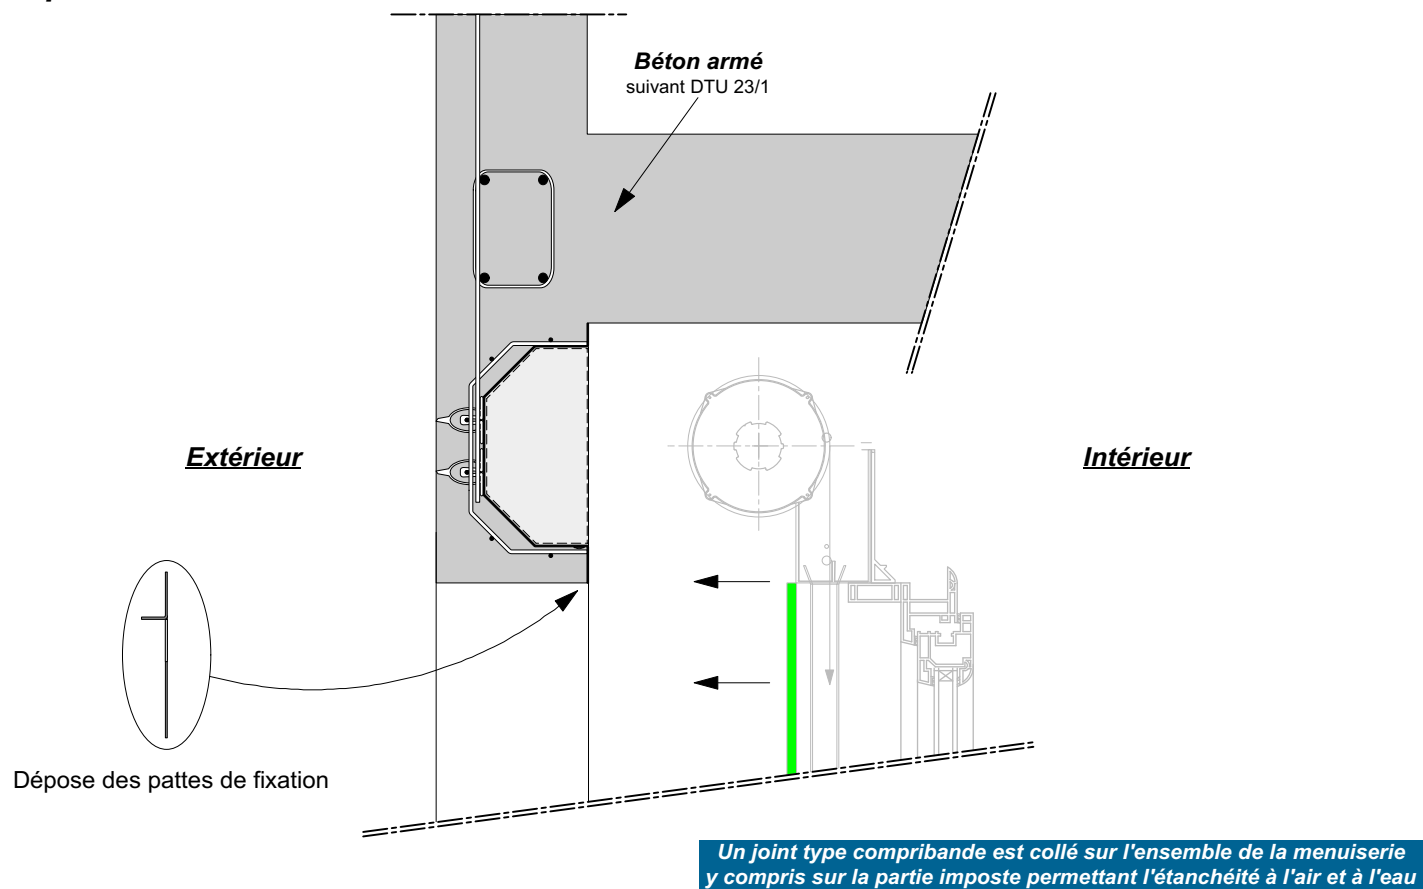 Béton armé
suivant DTU 23/1
Extérieur
Intérieur
Dépose des pattes de fixation
Un joint type compribande est collé sur l'ensemble de la menuiserie
y compris sur la partie imposte permettant l'étanchéité à l'air et à l'eau